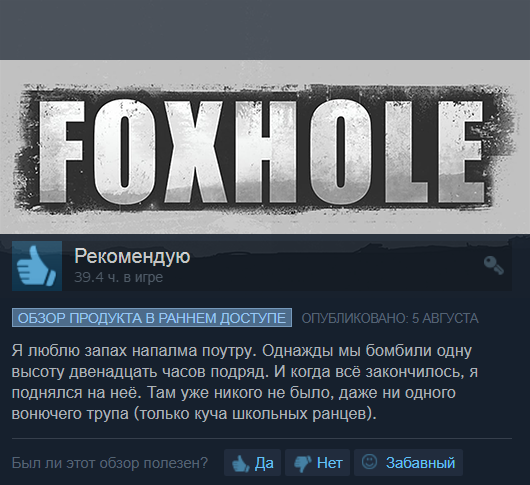 FOXHOLE
Рекомендую
39.4 ч. в игре
ОБЗОР ПРОДУКТА В РАННЕМ ДОСТУПЕ ОПУБЛИКОВАНО: 5 АВГУСТА
Я люблю запах напалма поутру. Однажды мы бомбили одну
высоту двенадцать часов подряд. И когда всё закончилось, я
поднялся на неё. Там уже никого не было, даже ни одного
вонючего трупа (только куча школьных ранцев).
Был ли этот обзор полезен? Да Нет Забавный